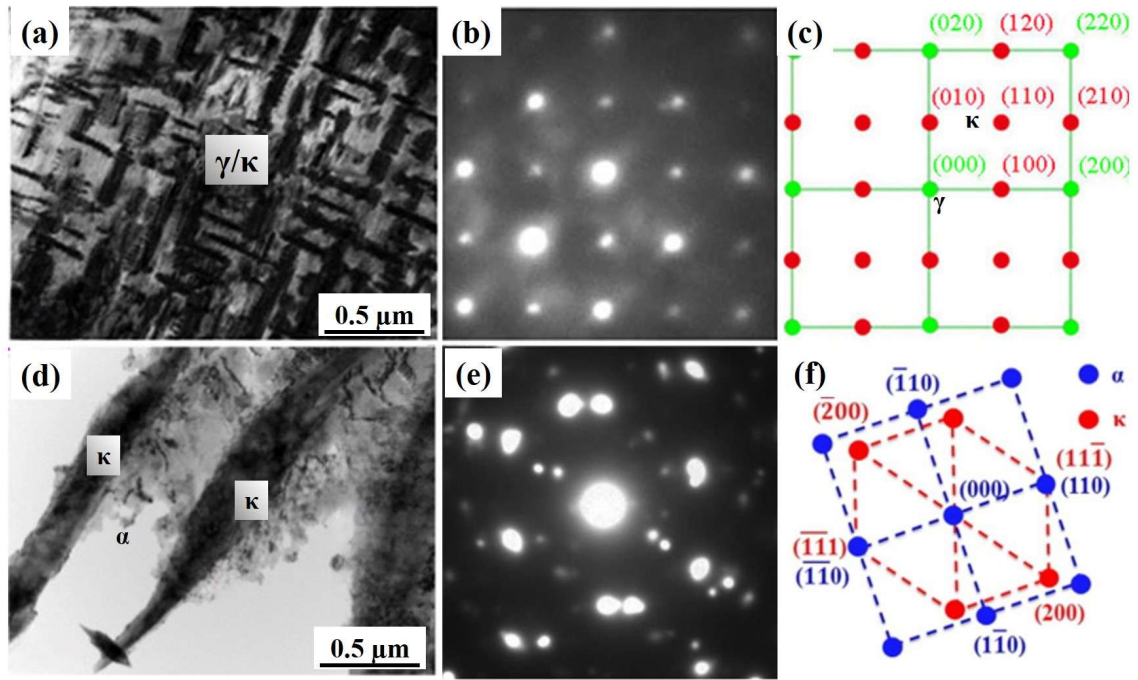 (a)
γ/κ
0.5 μm
(b)
(c)
(020) (120) (220)
(010) (110) (210)
κ
(000) (100) (200)
γ
(d)
κ
κ
α
0.5 μm
(e)
(f)
α
κ
(1̅10)
(2̅00)
(111̅)
(000) (110)
(1̅1̅1)
(1̅1̅0)
(200)
(11̅0)